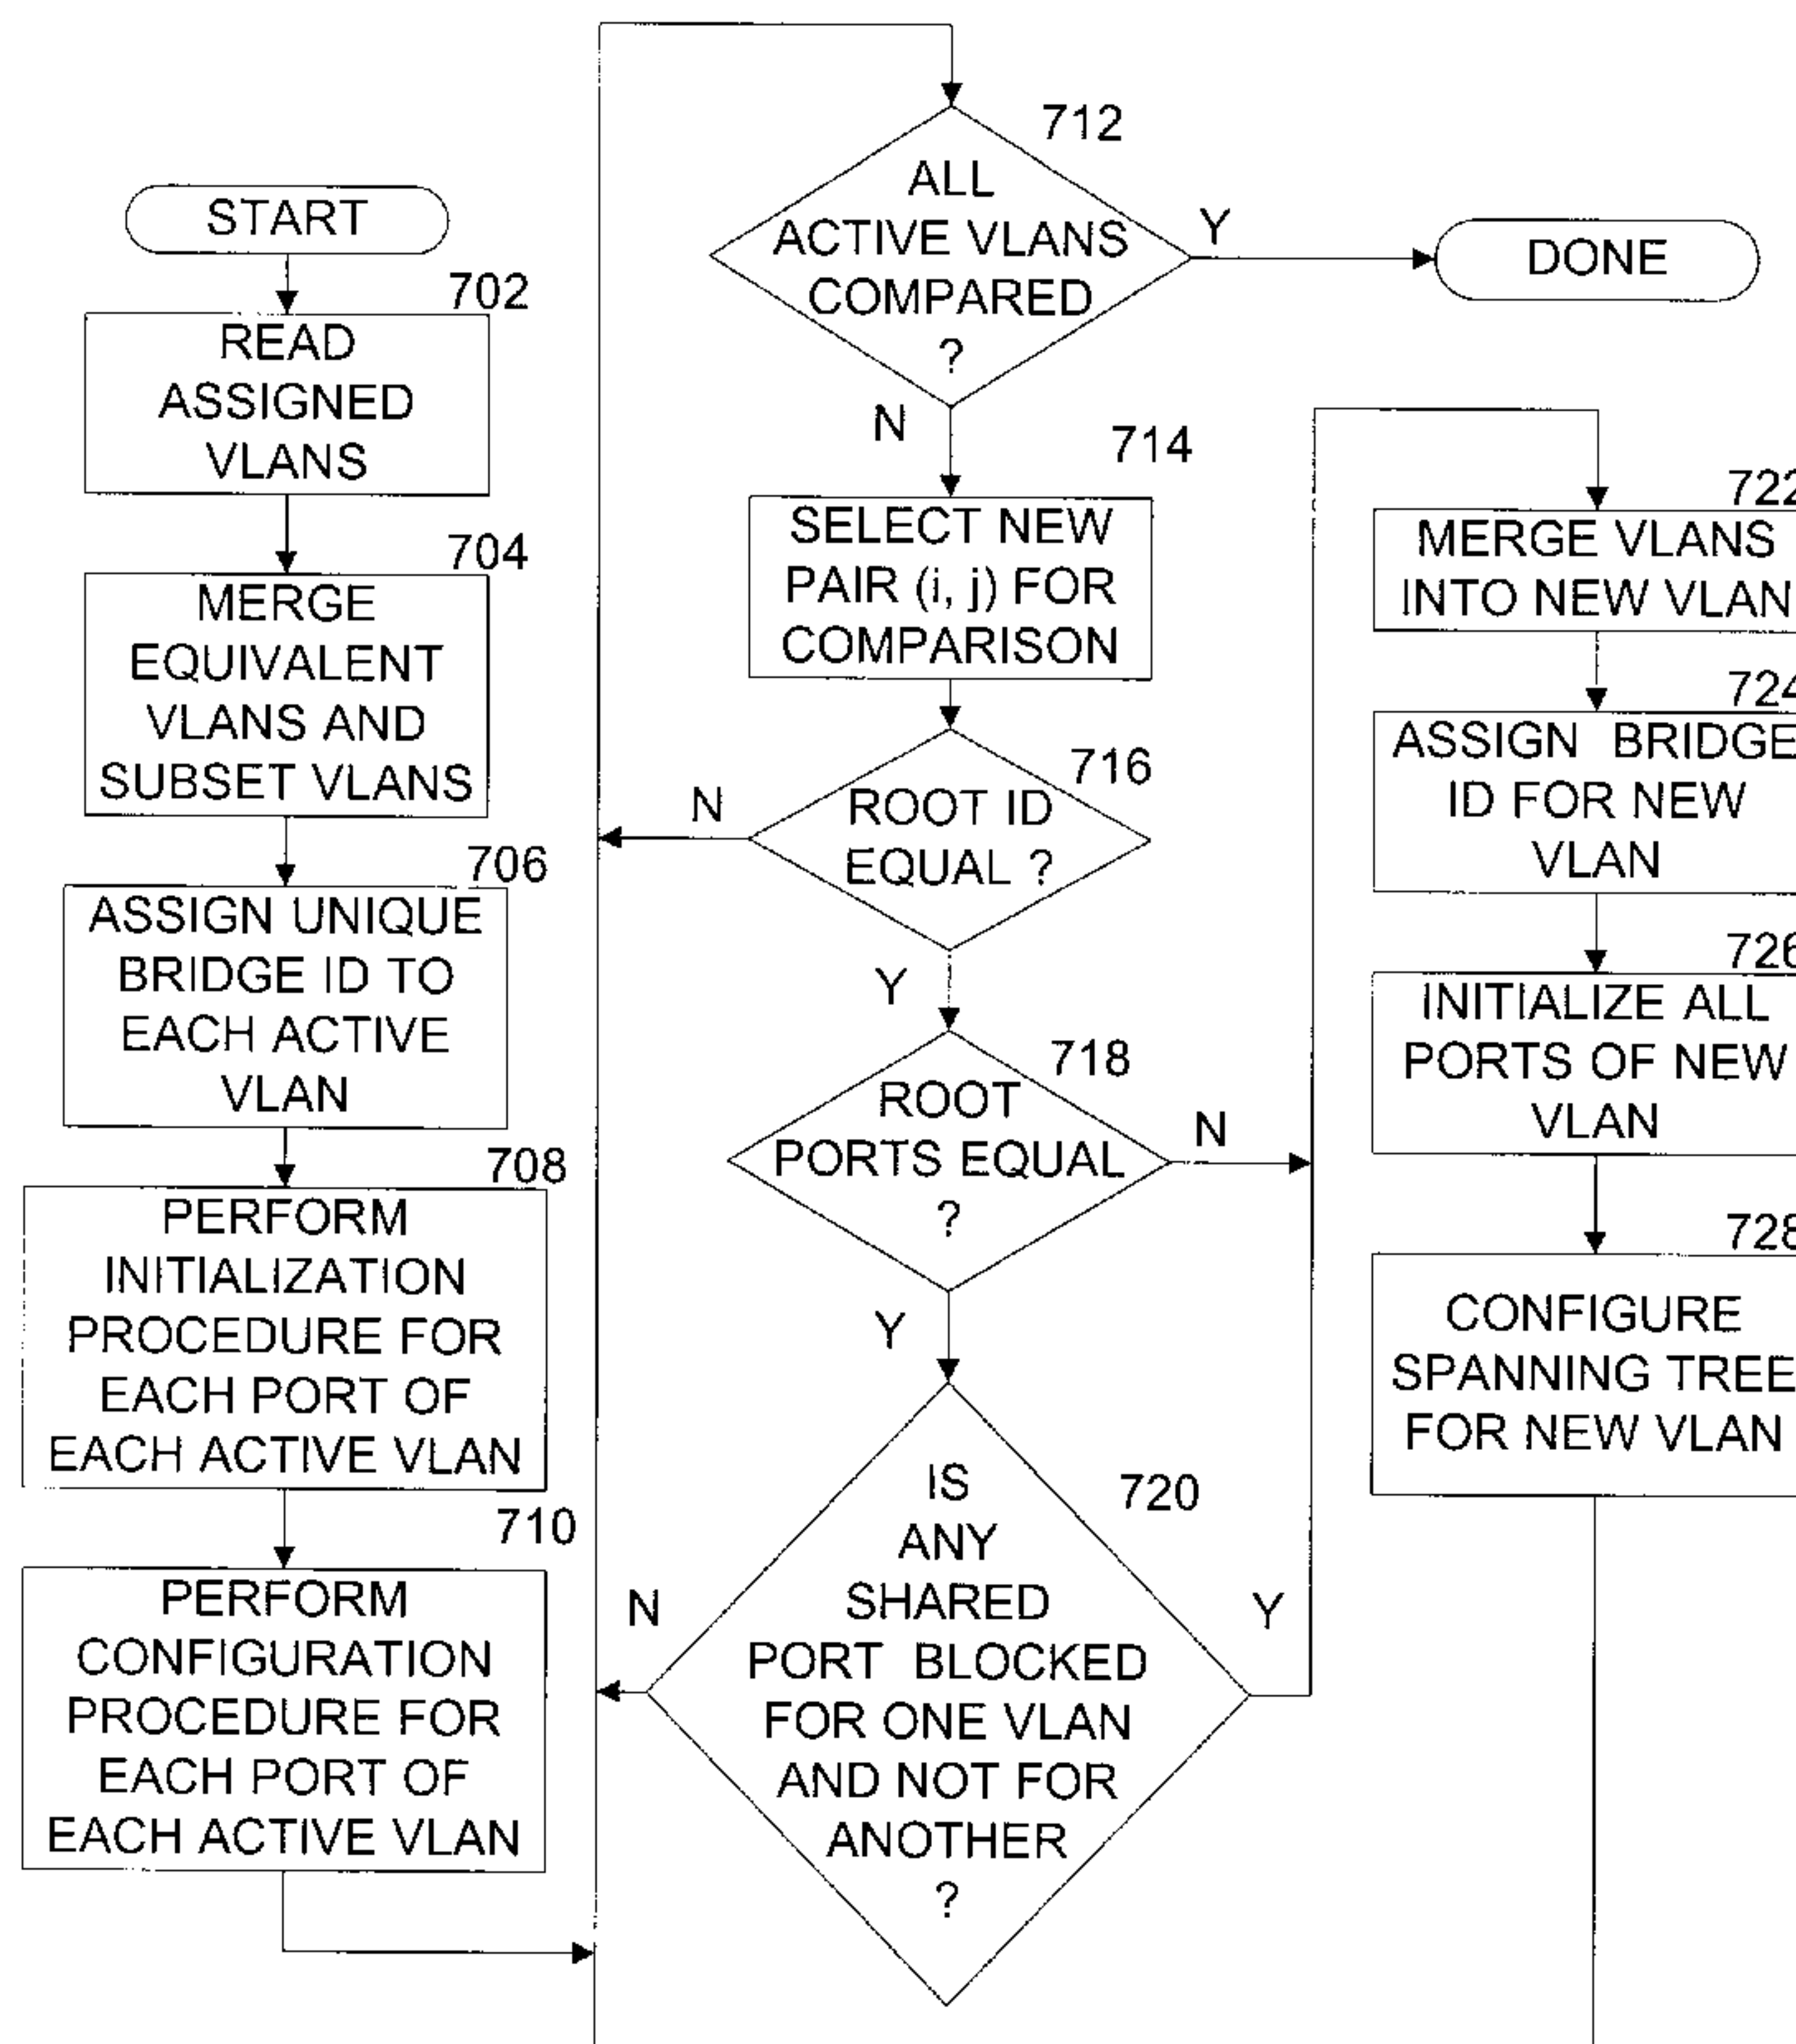 START
702
READ
ASSIGNED
VLANS
704
MERGE
EQUIVALENT
VLANS AND
SUBSET VLANS
706
ASSIGN UNIQUE
BRIDGE ID TO
EACH ACTIVE
VLAN
708
PERFORM
INITIALIZATION
PROCEDURE FOR
EACH PORT OF
EACH ACTIVE VLAN
710
PERFORM
CONFIGURATION
PROCEDURE FOR
EACH PORT OF
EACH ACTIVE VLAN
712
ALL
ACTIVE VLANS
COMPARED
?
Y
DONE
N
714
SELECT NEW
PAIR (i, j) FOR
COMPARISON
716
ROOT ID
EQUAL ?
N
Y
718
ROOT
PORTS EQUAL
?
N
Y
720
IS
ANY
SHARED
PORT BLOCKED
FOR ONE VLAN
AND NOT FOR
ANOTHER
?
N
Y
722
MERGE VLANS
INTO NEW VLAN
724
ASSIGN BRIDGE
ID FOR NEW
VLAN
726
INITIALIZE ALL
PORTS OF NEW
VLAN
728
CONFIGURE
SPANNING TREE
FOR NEW VLAN